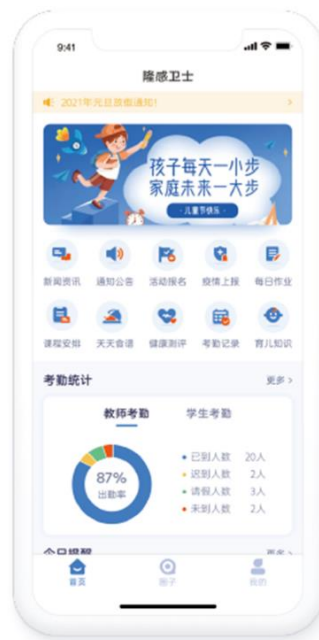 9:41
隆感卫士
2021年元旦放假通知!
孩子每天一小步
家庭未来一大步
·儿童节快乐·
新闻资讯 通知公告 活动报名 疫情上报 每日作业
课程安排 天天食谱 健康测评 考勤记录 育儿知识
考勤统计 更多 >
教师考勤 学生考勤
87%
出勤率
已到人数 20人
迟到人数 2人
请假人数 3人
未到人数 2人
今日提醒 更多 >
首页 圈子 我的